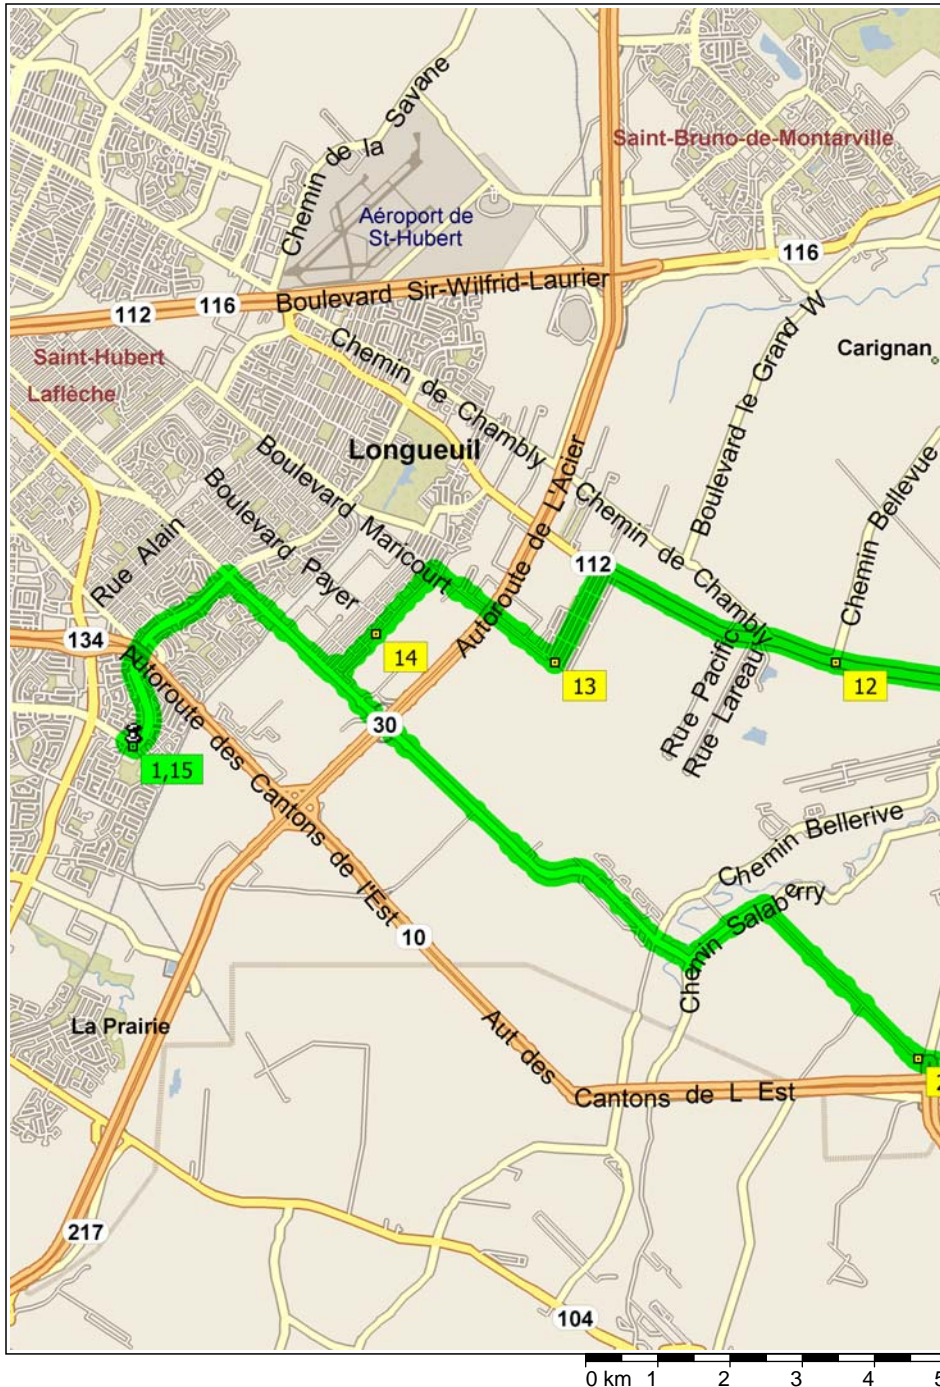 Chemin de la Savane
Saint-Bruno-de-Montarville
Aéroport de
St-Hubert
116
112
116
Boulevard Sir-Wilfrid-Laurier
Saint-Hubert
Laflèche
Chemin de Chambly
Boulevard le Grand W
Carignan
Longueuil
Boulevard Maricourt
Boulevard Payer
Rue Alain
Autoroute de L'Acier
Chemin de Chambly
Chemin Bellevue
112
134
14
13
12
Rue Pacific
Rue Lareau
Autoroute des Cantons de l'Est
30
1,15
Chemin Bellerive
Chemin Salaberry
10
La Prairie
Aut des
Cantons de L Est
2
217
104
0 km 1 2 3 4 5